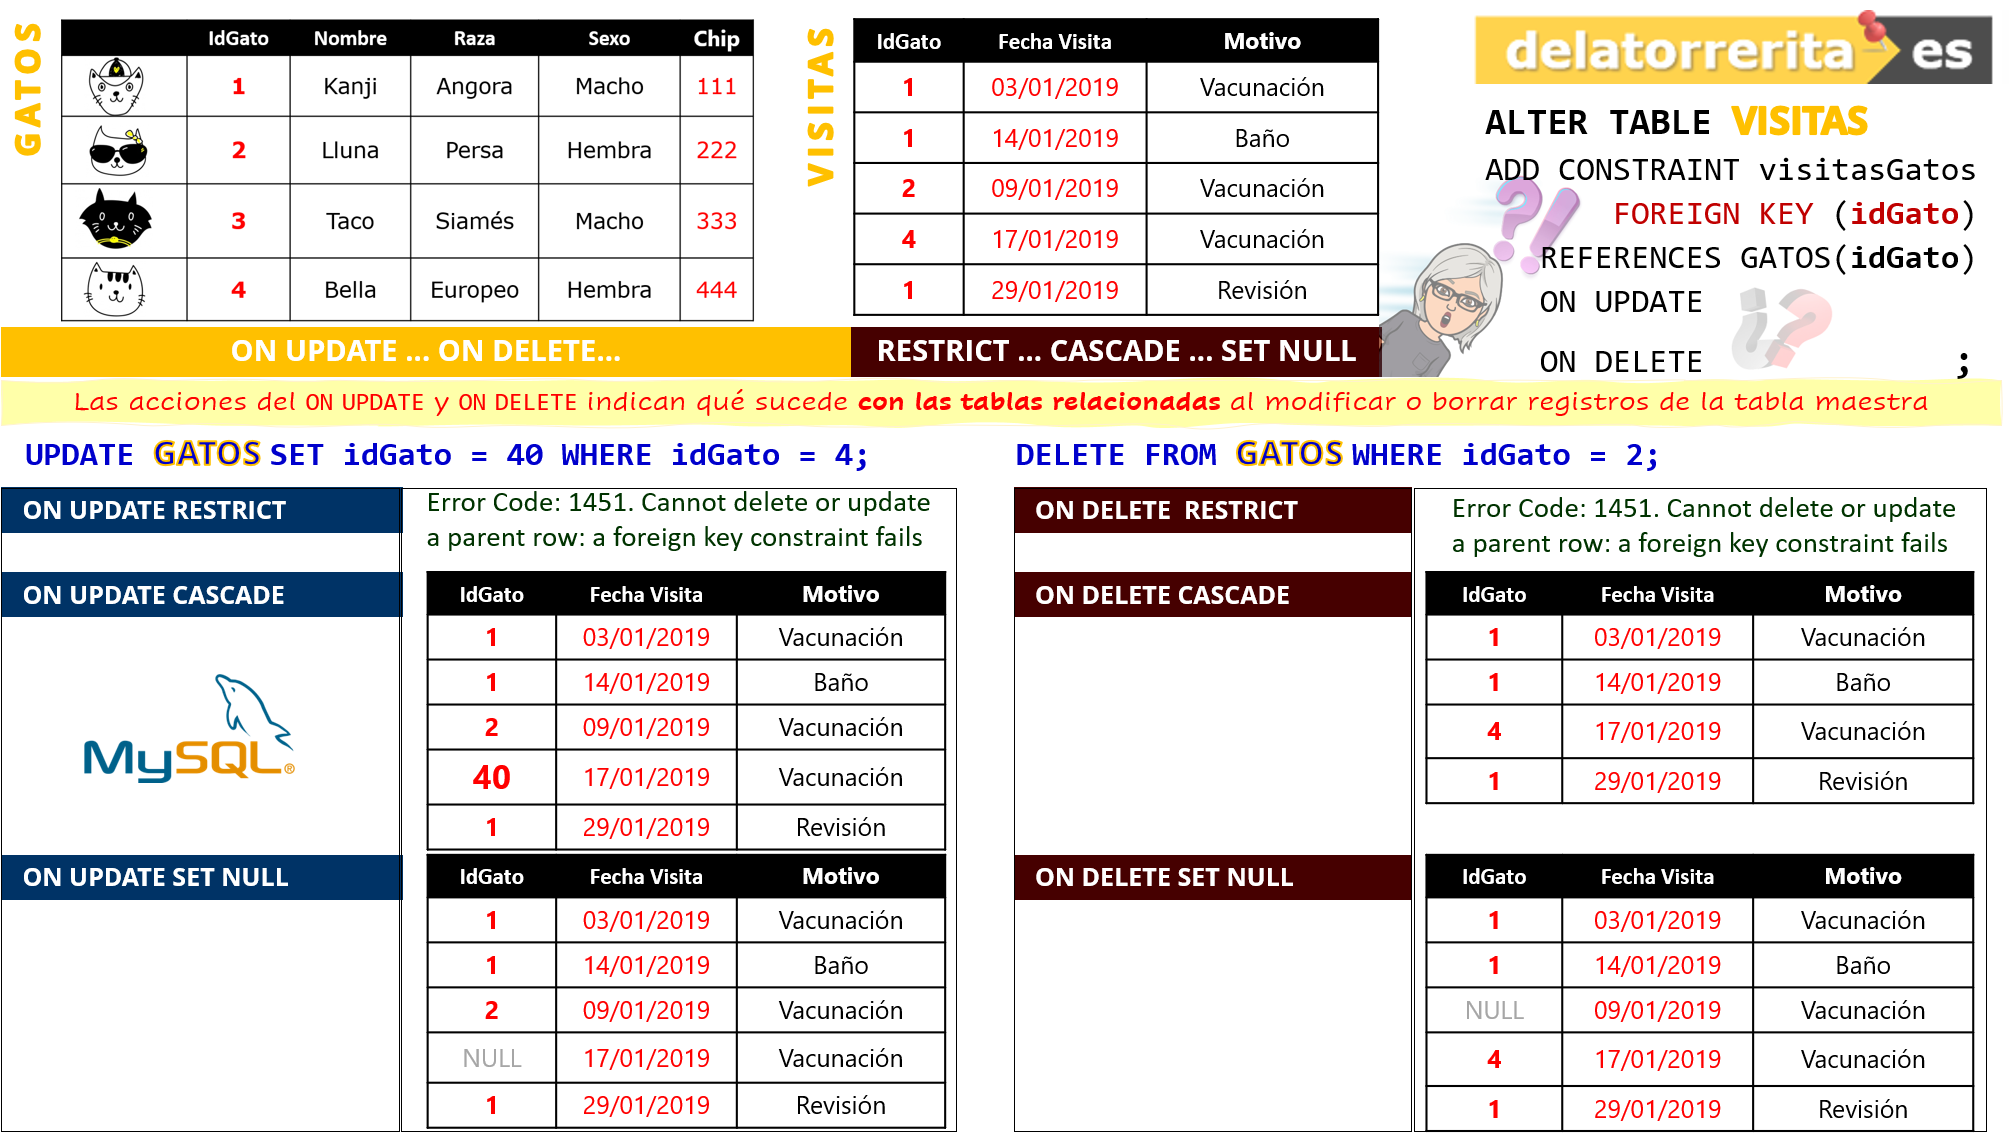 GATOS
IdGato Nombre Raza Sexo Chip
1 Kanji Angora Macho 111
2 Lluna Persa Hembra 222
3 Taco Siamés Macho 333
4 Bella Europeo Hembra 444
VISITAS
IdGato Fecha Visita Motivo
1 03/01/2019 Vacunación
1 14/01/2019 Baño
2 09/01/2019 Vacunación
4 17/01/2019 Vacunación
1 29/01/2019 Revisión
delatorrerita es
ALTER TABLE VISITAS
ADD CONSTRAINT visitasGatos
FOREIGN KEY (idGato)
REFERENCES GATOS(idGato)
ON UPDATE
ON DELETE ;
ON UPDATE ... ON DELETE...
RESTRICT ... CASCADE ... SET NULL
Las acciones del ON UPDATE y ON DELETE indican qué sucede con las tablas relacionadas al modificar o borrar registros de la tabla maestra
UPDATE GATOS SET idGato = 40 WHERE idGato = 4;
ON UPDATE RESTRICT
Error Code: 1451. Cannot delete or update
a parent row: a foreign key constraint fails
ON UPDATE CASCADE
MySQL®
IdGato Fecha Visita Motivo
1 03/01/2019 Vacunación
1 14/01/2019 Baño
2 09/01/2019 Vacunación
40 17/01/2019 Vacunación
1 29/01/2019 Revisión
ON UPDATE SET NULL
IdGato Fecha Visita Motivo
1 03/01/2019 Vacunación
1 14/01/2019 Baño
2 09/01/2019 Vacunación
NULL 17/01/2019 Vacunación
1 29/01/2019 Revisión
DELETE FROM GATOS WHERE idGato = 2;
ON DELETE RESTRICT
Error Code: 1451. Cannot delete or update
a parent row: a foreign key constraint fails
ON DELETE CASCADE
IdGato Fecha Visita Motivo
1 03/01/2019 Vacunación
1 14/01/2019 Baño
4 17/01/2019 Vacunación
1 29/01/2019 Revisión
ON DELETE SET NULL
IdGato Fecha Visita Motivo
1 03/01/2019 Vacunación
1 14/01/2019 Baño
NULL 09/01/2019 Vacunación
4 17/01/2019 Vacunación
1 29/01/2019 Revisión